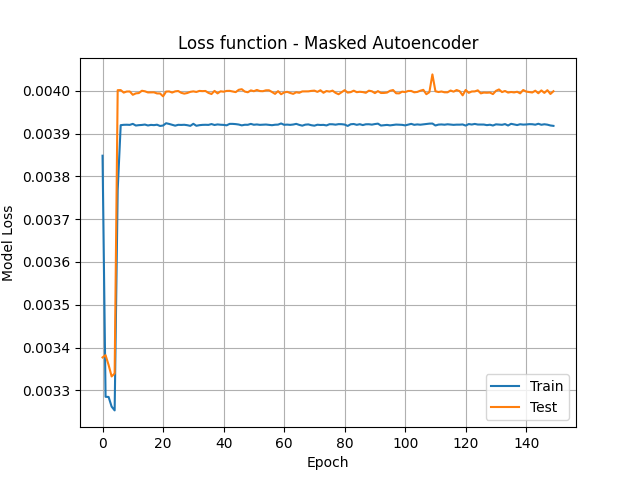 Loss function - Masked Autoencoder
0.0040
0.0039
0.0038
0.0037
0.0036
0.0035
0.0034
0.0033
Model Loss
0 20 40 60 80 100 120 140
Epoch
Train
Test